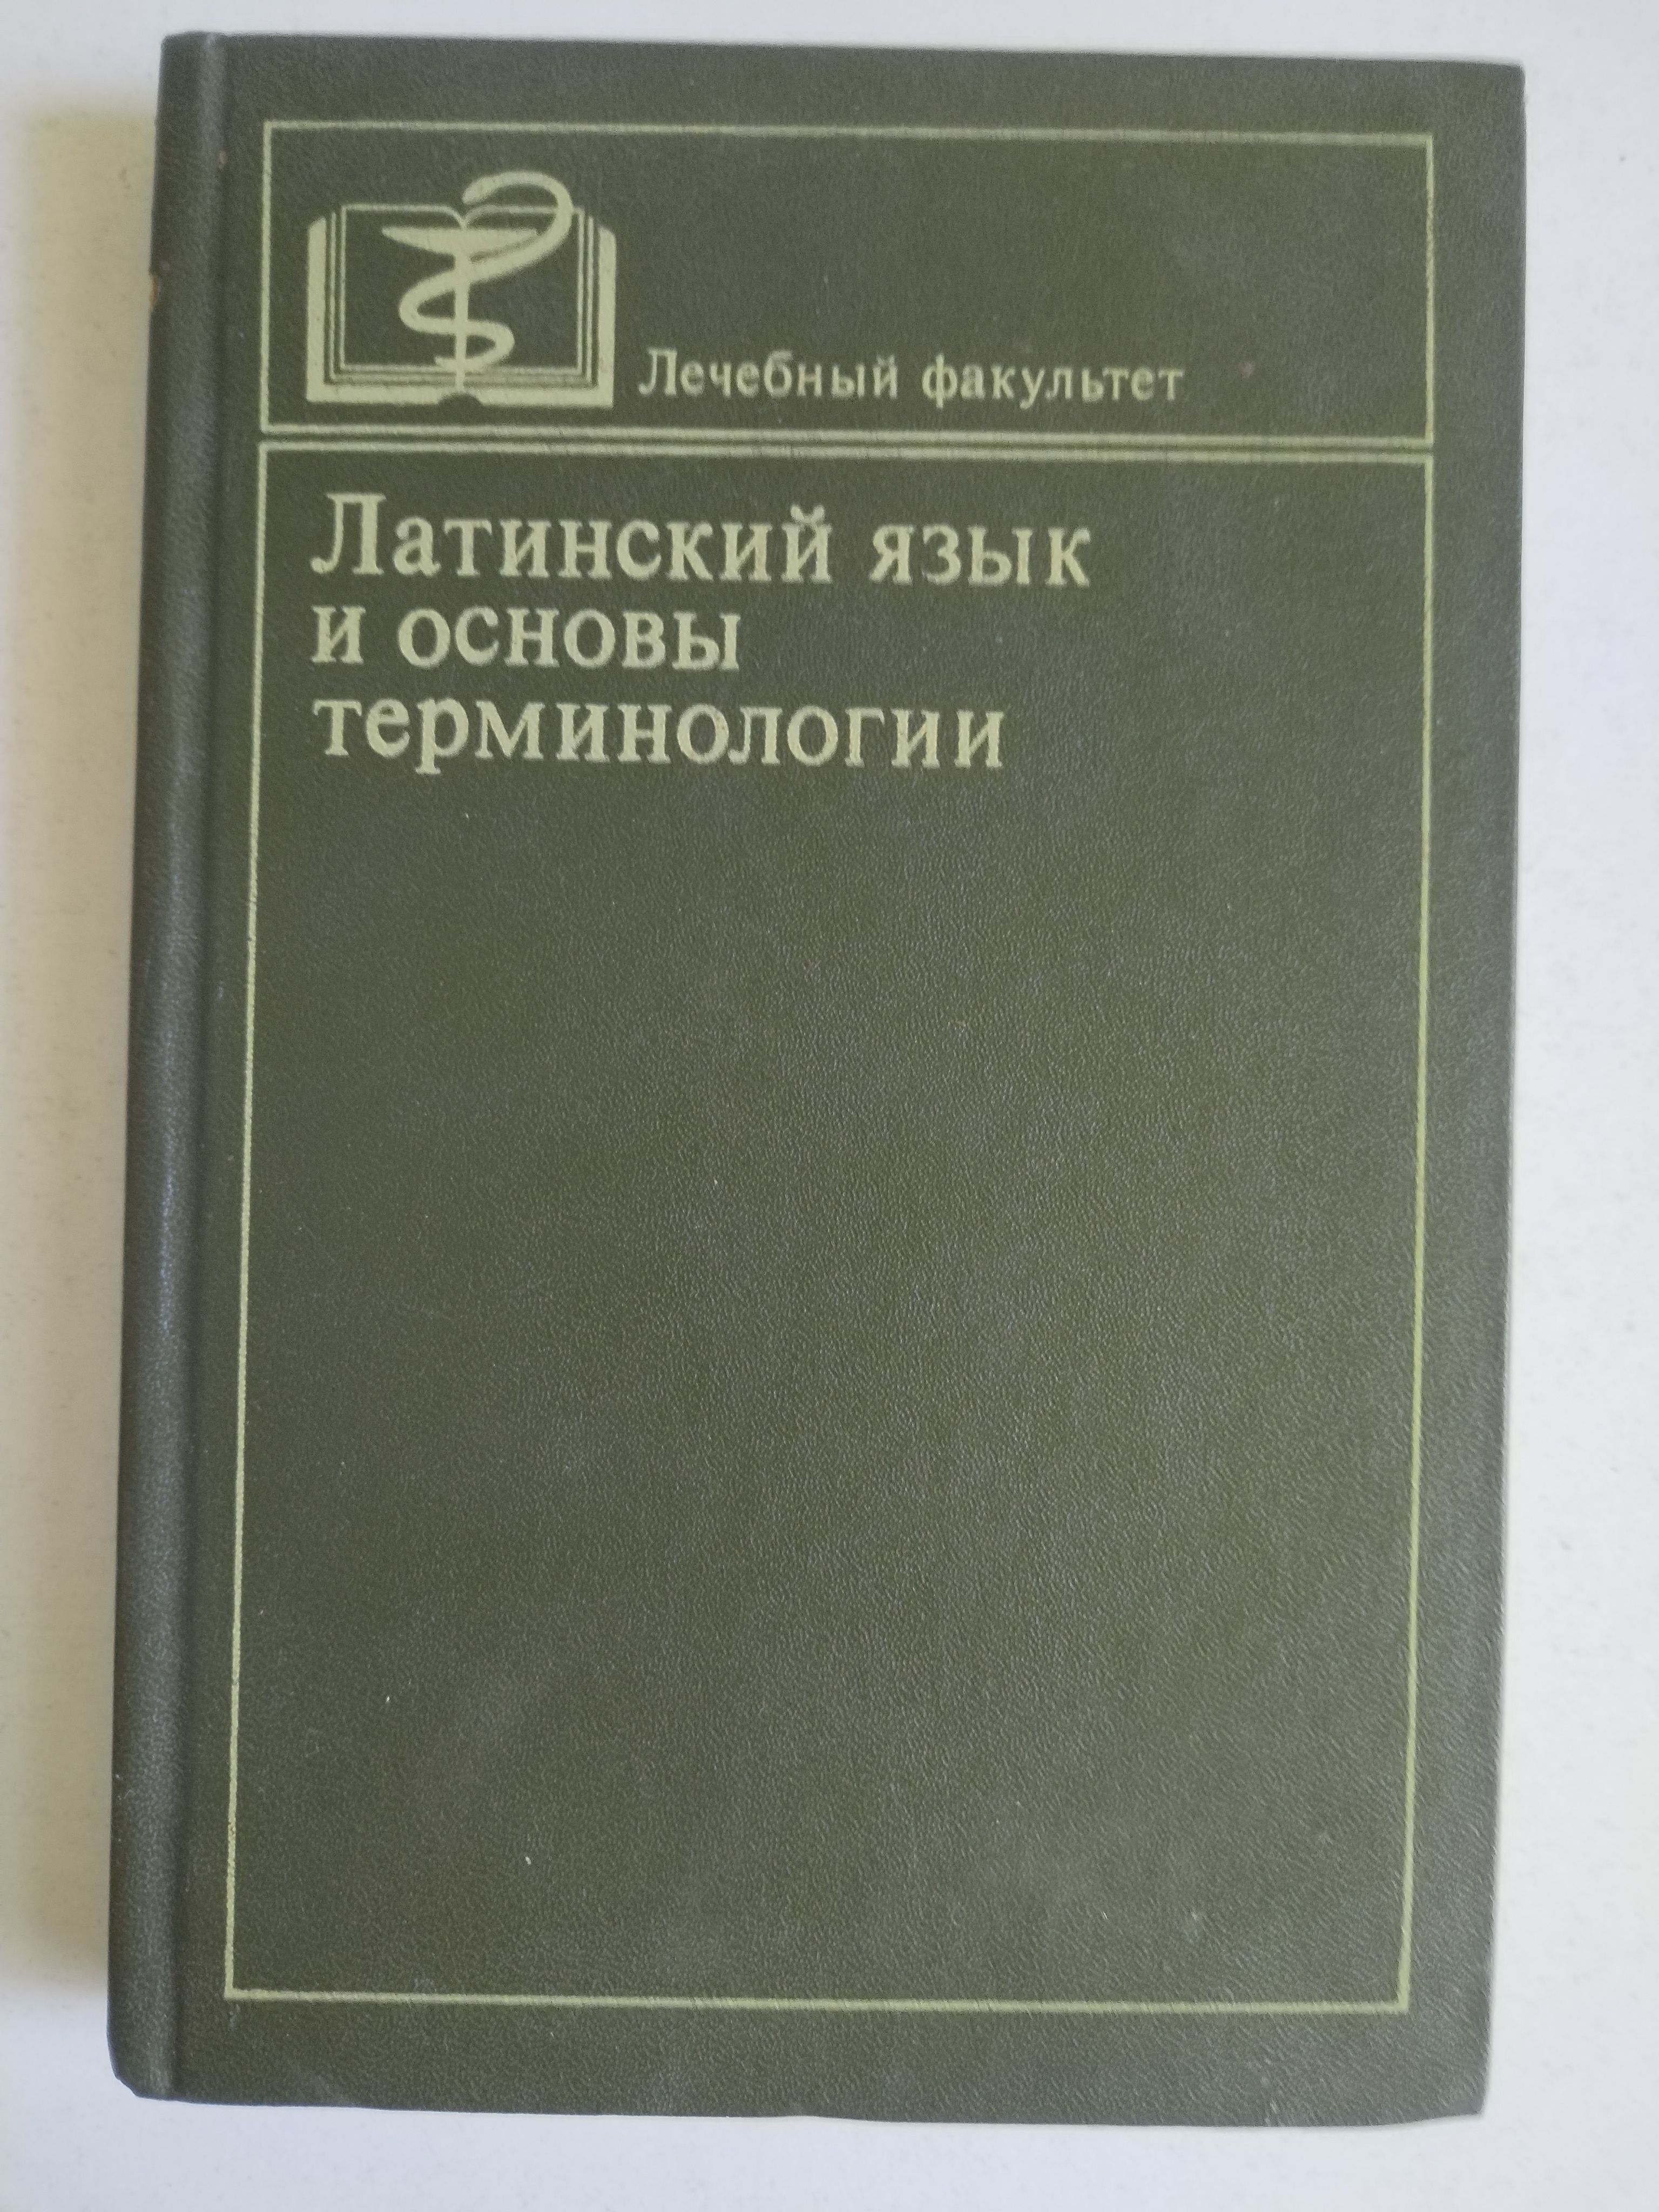 Лечебный факультет
Латинский язык
и основы
терминологии